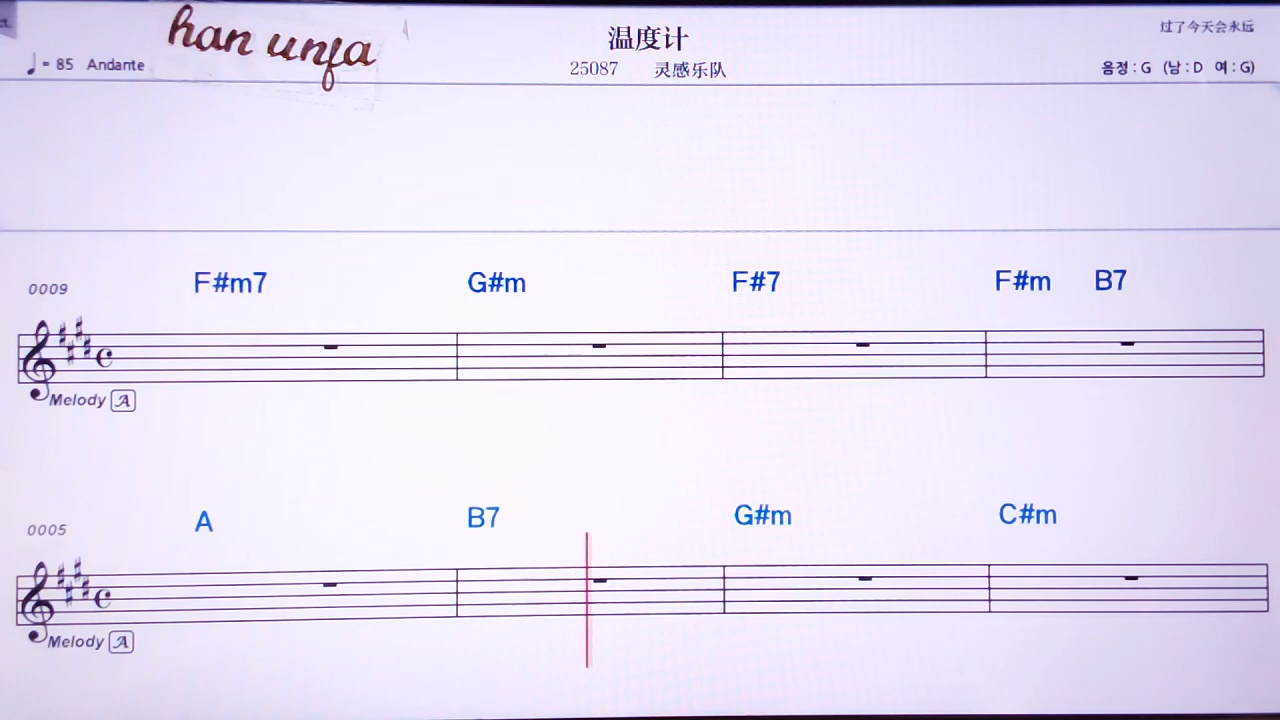 han unfa
温度计
过了今天会永远
♩= 85 Andante
25087 灵感乐队
음정 : G (남 : D 여 : G)
0009
F#m7 G#m F#7 F#m B7
Melody A
0005
A B7 G#m C#m
Melody A